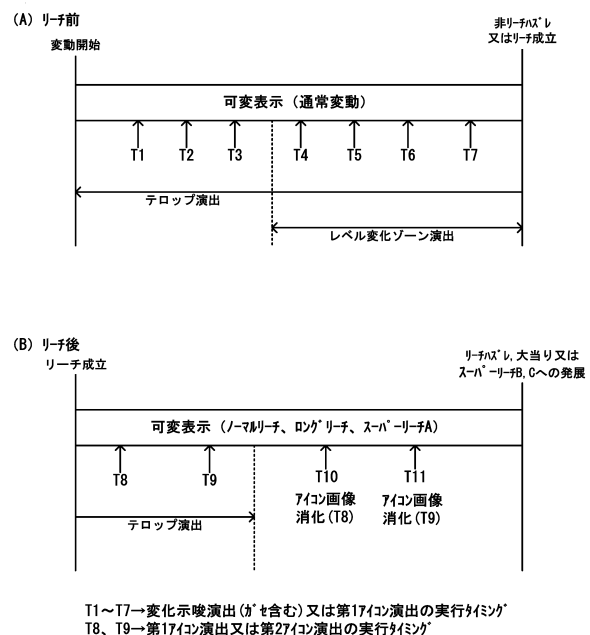 (A) ﾘｰﾁ前
変動開始
非ﾘｰﾁﾊｽﾞﾚ
又はﾘｰﾁ成立
可変表示（通常変動）
T1 T2 T3 T4 T5 T6 T7
テロップ演出
レベル変化ゾーン演出
(B) ﾘｰﾁ後
リーチ成立
ﾘｰﾁﾊｽﾞﾚ,大当り又は
ｽｰﾊﾟｰﾘｰﾁB,Cへの発展
可変表示（ﾉｰﾏﾙﾘｰﾁ、ﾛﾝｸﾞﾘｰﾁ、ｽｰﾊﾟｰﾘｰﾁA）
T8 T9 T10 T11
ｱｲｺﾝ画像 ｱｲｺﾝ画像
消化(T8) 消化(T9)
テロップ演出
T1～T7→変化示唆演出(ｶﾞｾ含む)又は第1ｱｲｺﾝ演出の実行ﾀｲﾐﾝｸﾞ
T8、T9→第1ｱｲｺﾝ演出又は第2ｱｲｺﾝ演出の実行ﾀｲﾐﾝｸﾞ